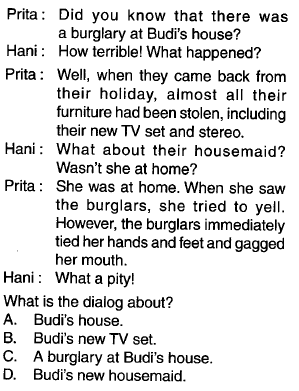 Prita : Did you know that there was
a burglary at Budi's house?
Hani : How terrible! What happened?
Prita : Well, when they came back from
their holiday, almost all their
furniture had been stolen, including
their new TV set and stereo.
Hani : What about their housemaid?
Wasn't she at home?
Prita : She was at home. When she saw
the burglars, she tried to yell.
However, the burglars immediately
tied her hands and feet and gagged
her mouth.
Hani : What a pity!
What is the dialog about?
A. Budi's house.
B. Budi's new TV set.
C. A burglary at Budi's house.
D. Budi's new housemaid.